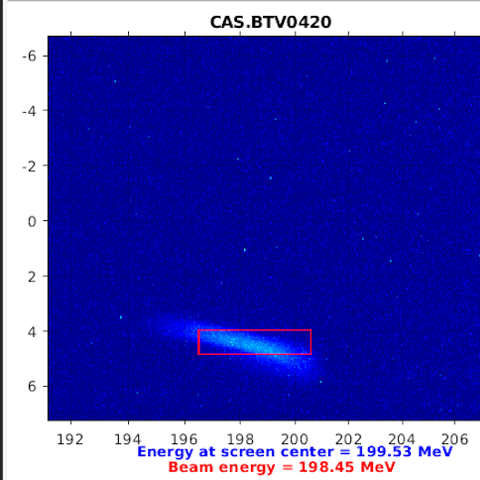 CAS.BTV0420
-6
-4
-2
0
2
4
6
192 194 196 198 200 202 204 206
Energy at screen center = 199.53 MeV
Beam energy = 198.45 MeV